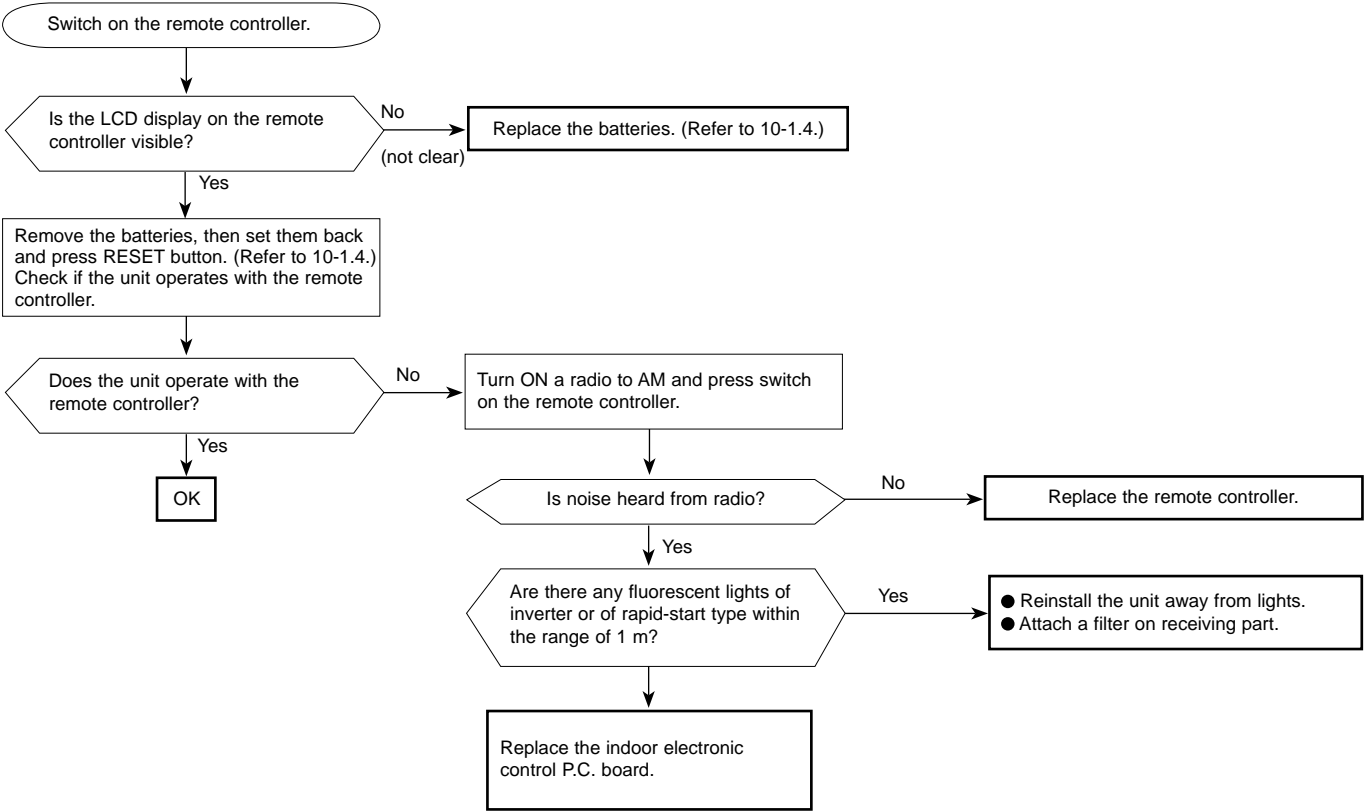 Switch on the remote controller.
Is the LCD display on the remote
controller visible?
No
(not clear)
Replace the batteries. (Refer to 10-1.4.)
Yes
Remove the batteries, then set them back
and press RESET button. (Refer to 10-1.4.)
Check if the unit operates with the remote
controller.
Does the unit operate with the
remote controller?
No
Turn ON a radio to AM and press switch
on the remote controller.
Yes
OK
Is noise heard from radio?
No
Replace the remote controller.
Yes
Are there any fluorescent lights of
inverter or of rapid-start type within
the range of 1 m?
Yes
● Reinstall the unit away from lights.
● Attach a filter on receiving part.
Replace the indoor electronic
control P.C. board.